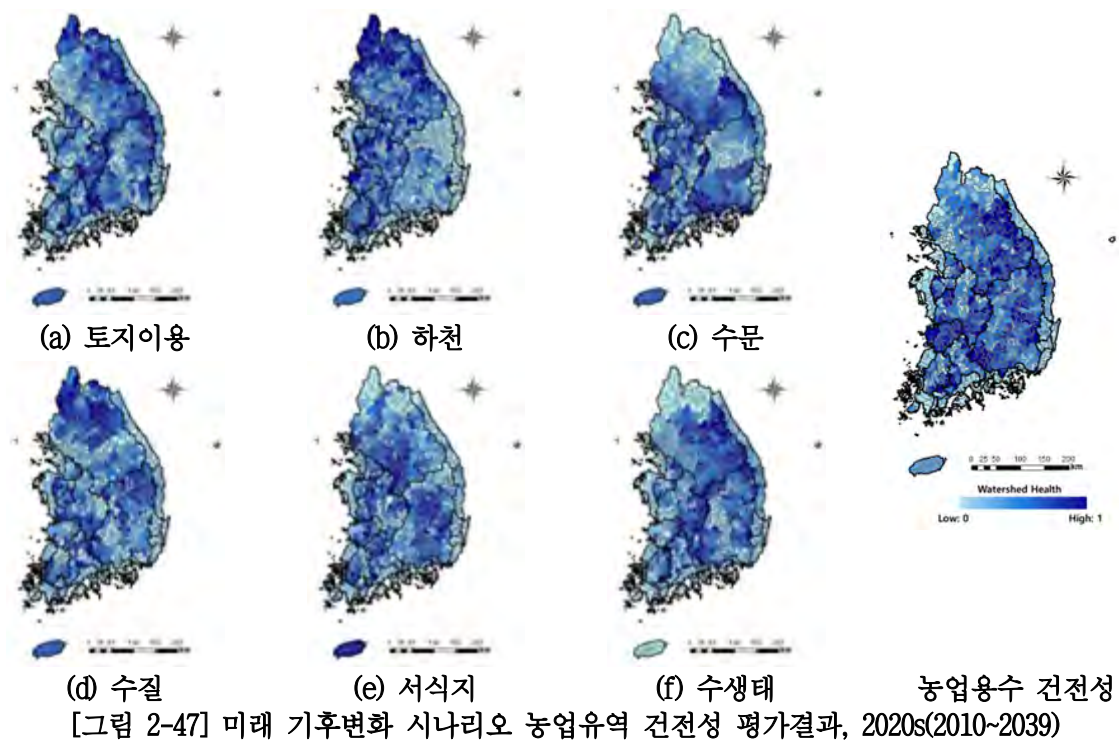 (a) 토지이용
(b) 하천
(c) 수문
0 25 50 100 150 200
km
Watershed Health
Low: 0 High: 1
(d) 수질
(e) 서식지
(f) 수생태
농업용수 건전성
[그림 2-47] 미래 기후변화 시나리오 농업유역 건전성 평가결과, 2020s(2010~2039)